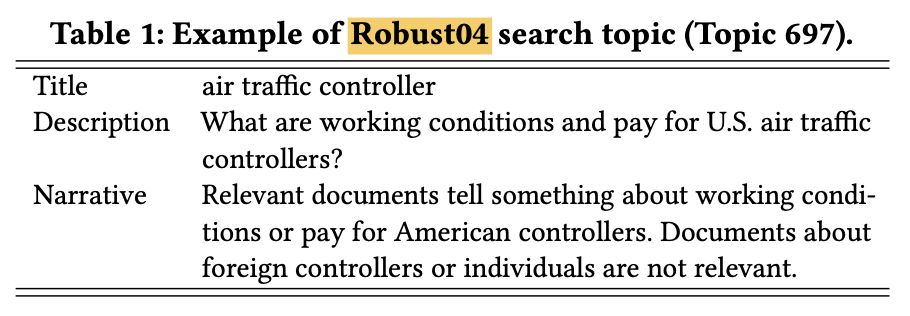 Table 1: Example of Robust04 search topic (Topic 697).
Title air traffic controller
Description What are working conditions and pay for U.S. air traffic
controllers?
Narrative Relevant documents tell something about working condi-
tions or pay for American controllers. Documents about
foreign controllers or individuals are not relevant.